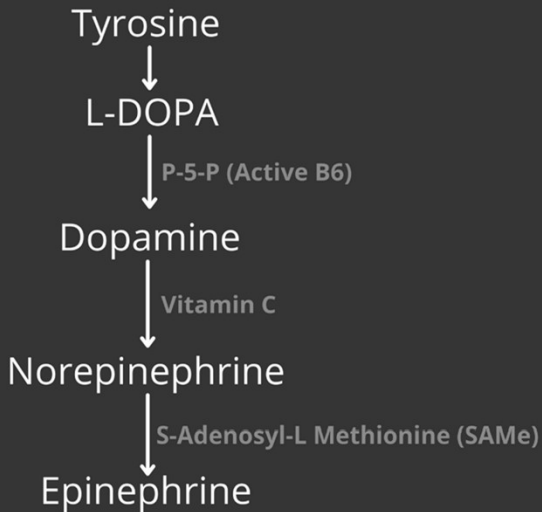 Tyrosine
L-DOPA
P-5-P (Active B6)
Dopamine
Vitamin C
Norepinephrine
S-Adenosyl-L Methionine (SAMe)
Epinephrine